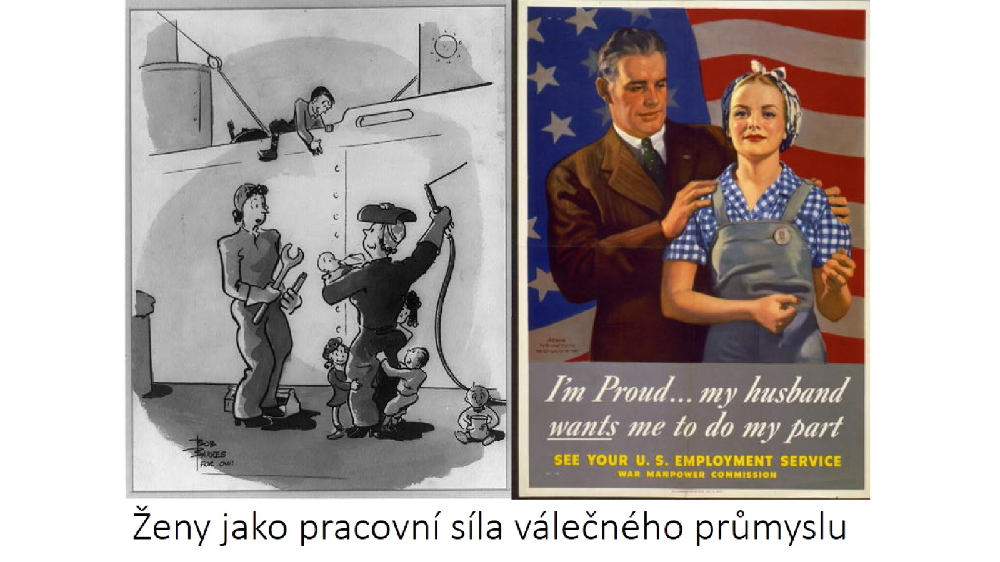 BOB
BARNES
FOR OWI
JOHN
NEWTON
HOWITT
I'm Proud... my husband
wants me to do my part
SEE YOUR U. S. EMPLOYMENT SERVICE
WAR MANPOWER COMMISSION
Ženy jako pracovní síla válečného průmyslu